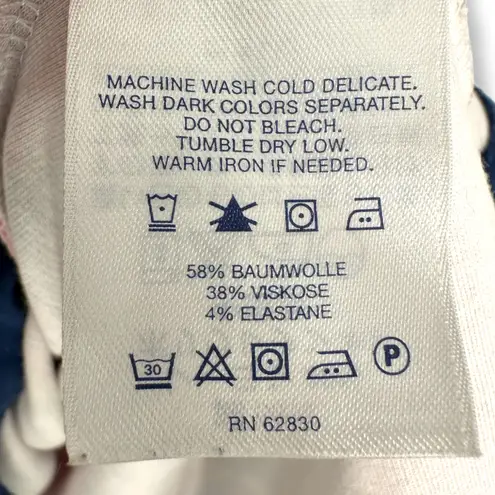 MACHINE WASH COLD DELICATE.
WASH DARK COLORS SEPARATELY.
DO NOT BLEACH.
TUMBLE DRY LOW.
WARM IRON IF NEEDED.
58% BAUMWOLLE
38% VISKOSE
4% ELASTANE
30 P
RN 62830